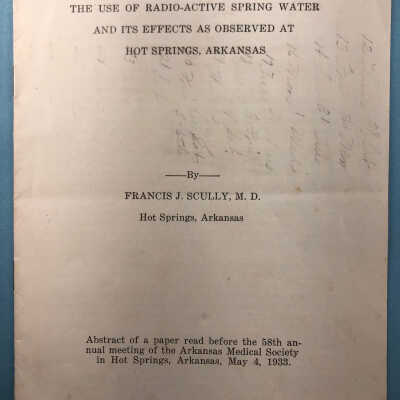 THE USE OF RADIO-ACTIVE SPRING WATER
AND ITS EFFECTS AS OBSERVED AT
HOT SPRINGS, ARKANSAS
——By——
FRANCIS J. SCULLY, M. D.
Hot Springs, Arkansas
Abstract of a paper read before the 58th an-
nual meeting of the Arkansas Medical Society
in Hot Springs, Arkansas, May 4, 1933.